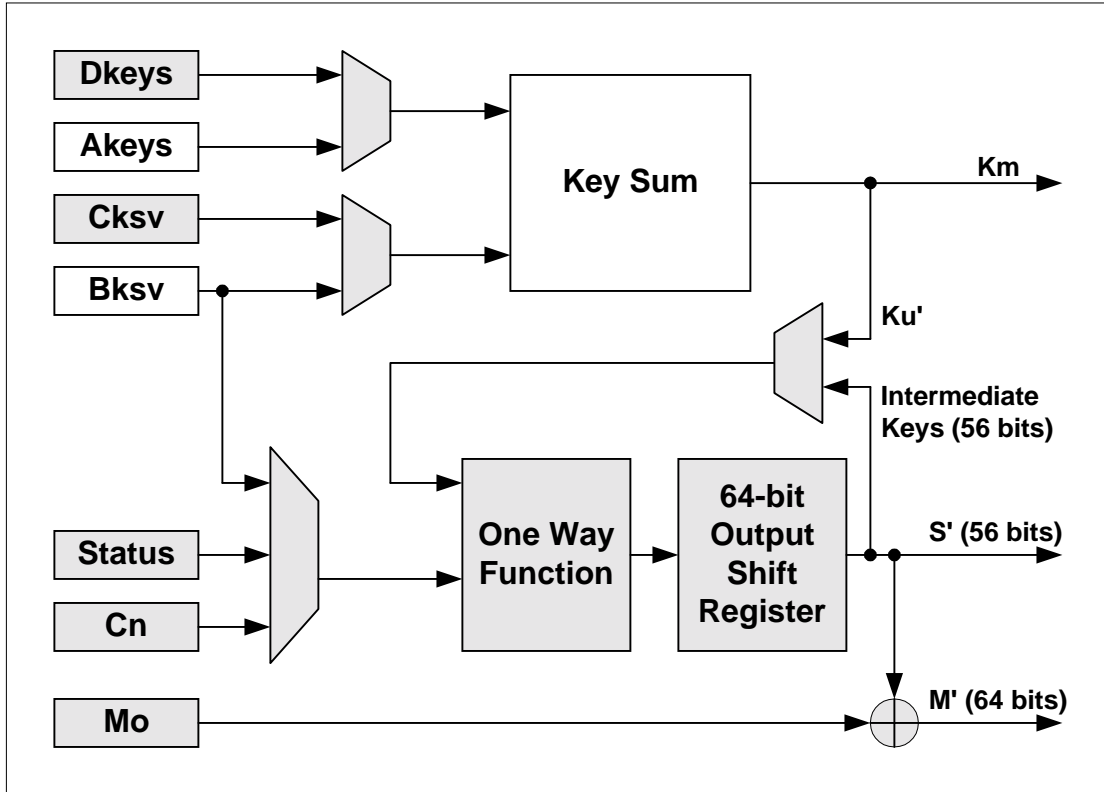 Dkeys
Akeys
Cksv
Bksv
Key Sum
Km
Ku'
Intermediate
Keys (56 bits)
Status
Cn
Mo
One Way
Function
64-bit
Output
Shift
Register
S' (56 bits)
M' (64 bits)